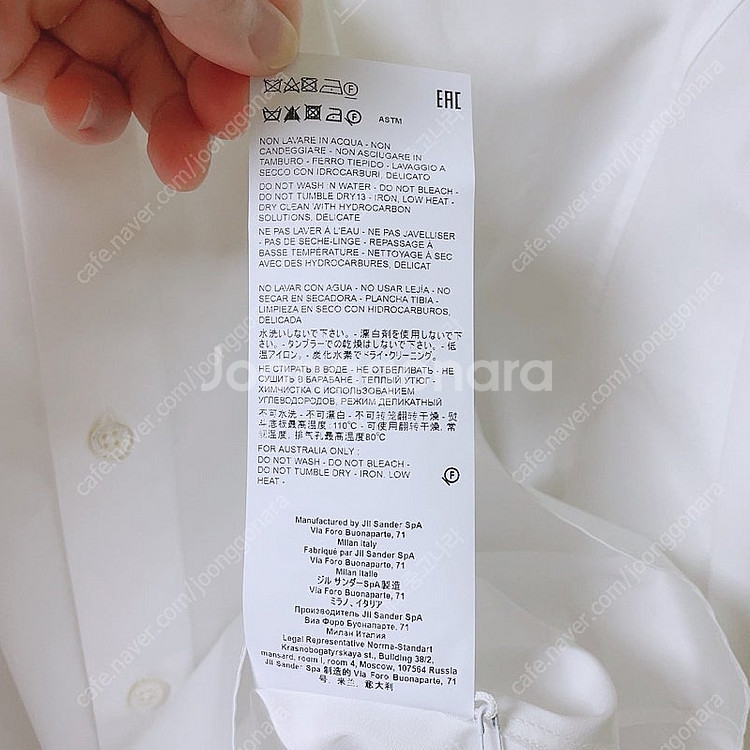 EAC
ASTM
NON LAVARE IN ACQUA - NON
CANDEGGIARE - NON ASCIUGARE IN
TAMBURO - FERRO TIEPIDO - LAVAGGIO A
SECCO CON IDROCARBURI, DELICATO
DO NOT WASH IN WATER - DO NOT BLEACH -
DO NOT TUMBLE DRY13 - IRON, LOW HEAT -
DRY CLEAN WITH HYDROCARBON
SOLUTIONS, DELICATE
NE PAS LAVER À L'EAU - NE PAS JAVELLISER
- PAS DE SECHE-LINGE - REPASSAGE À
BASSE TEMPÉRATURE - NETTOYAGE À SEC
AVEC DES HYDROCARBURES, DELICAT
NO LAVAR CON AGUA - NO USAR LEJÍA - NO
SECAR EN SECADORA - PLANCHA TIBIA -
LIMPIEZA EN SECO CON HIDROCARBUROS,
DELICADA
水洗いしないで下さい。- 漂白剤を使用しないで下
さい。- タンブラーでの乾燥はしないで下さい。- 低
温アイロン。- 炭化水素でドライ・クリーニング。
НЕ СТИРАТЬ В ВОДЕ - НЕ ОТБЕЛИВАТЬ - НЕ
СУШИТЬ В БАРАБАНЕ - ТЕПЛЫЙ УТЮГ -
ХИМЧИСТКА С ИСПОЛЬЗОВАНИЕМ
УГЛЕВОДОРОДОВ, РЕЖИМ ДЕЛИКАТНЫЙ
不可水洗 - 不可漂白 - 不可转笼翻转干燥 - 熨
斗底板最高温度:110℃ - 可使用翻转干燥, 常
规温度, 排气孔最高温度80℃
FOR AUSTRALIA ONLY :
DO NOT WASH - DO NOT BLEACH -
DO NOT TUMBLE DRY - IRON, LOW
HEAT -
Manufactured by Jil Sander SpA
Via Foro Buonaparte, 71
Milan Italy
Fabriqué par Jil Sander SpA
Via Foro Buonaparte, 71
Milan Italie
ジル サンダーSpA製造
Via Foro Buonaparte, 71
ミラノ、イタリア
Производитель Jil Sander SpA
Виа Форо Буонапарте, 71
Милан Италия
Legal Representative Norma-Standart
Krasnobogatyrskaya st., Building 38/2,
mansard, room I, room 4, Moscow, 107564 Russia
Jil Sander SpA 制造的 Via Foro Buonaparte, 71
号, 米兰, 意大利
Joonggonara
cafe.naver.com/joonggonara